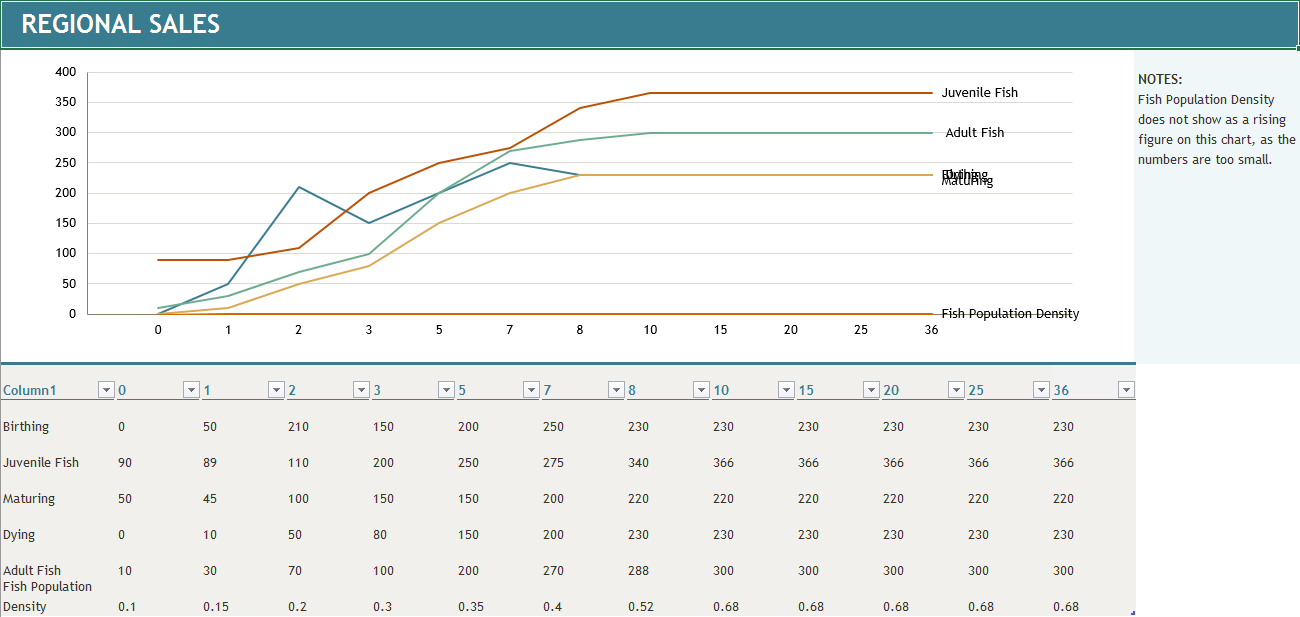 REGIONAL SALES
400
350
300
250
200
150
100
50
0
0 1 2 3 5 7 8 10 15 20 25 36
Juvenile Fish
Adult Fish
Birthing
Dying
Maturing
Fish Population Density
NOTES:
Fish Population Density
does not show as a rising
figure on this chart, as the
numbers are too small.
Column1 0 1 2 3 5 7 8 10 15 20 25 36
Birthing 0 50 210 150 200 250 230 230 230 230 230 230
Juvenile Fish 90 89 110 200 250 275 340 366 366 366 366 366
Maturing 50 45 100 150 150 200 220 220 220 220 220 220
Dying 0 10 50 80 150 200 230 230 230 230 230 230
Adult Fish 10 30 70 100 200 270 288 300 300 300 300 300
Fish Population
Density 0.1 0.15 0.2 0.3 0.35 0.4 0.52 0.68 0.68 0.68 0.68 0.68